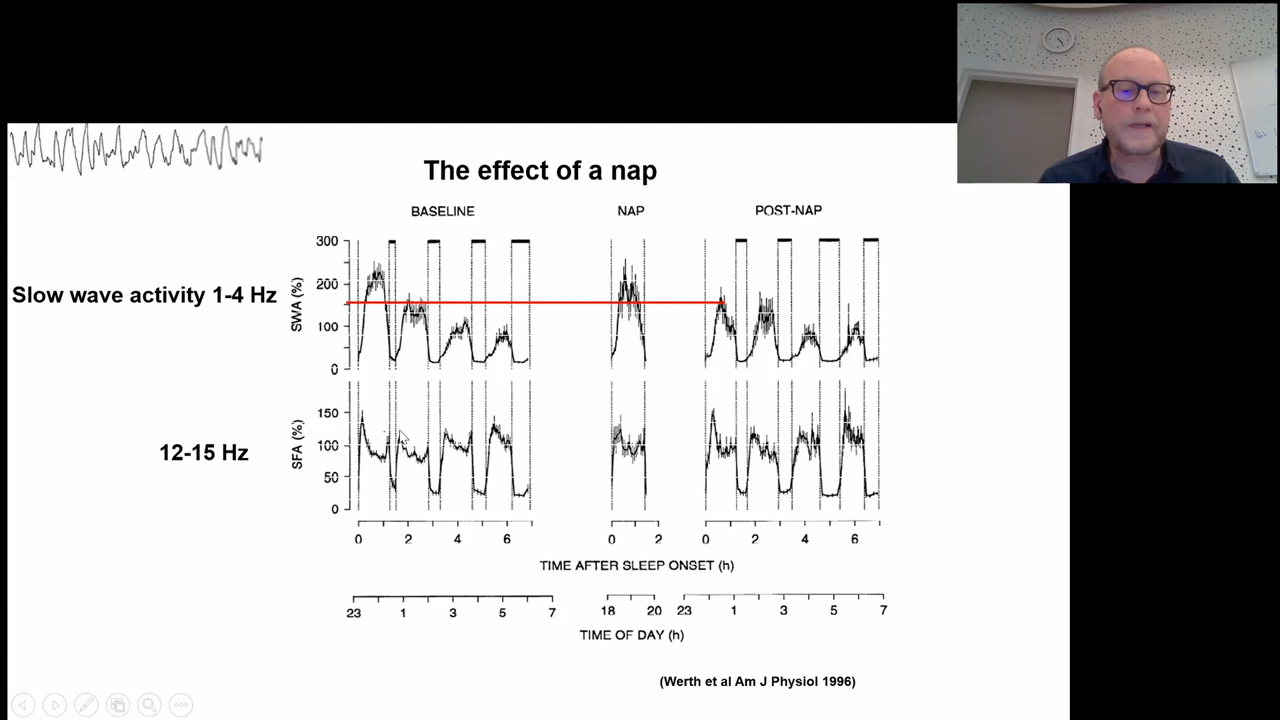 The effect of a nap
BASELINE NAP POST-NAP
300
200
100
0
SWA (%)
Slow wave activity 1-4 Hz
150
100
50
0
SFA (%)
12-15 Hz
0 2 4 6 0 2 0 2 4 6
TIME AFTER SLEEP ONSET (h)
23 1 3 5 7 18 20 23 1 3 5 7
TIME OF DAY (h)
(Werth et al Am J Physiol 1996)